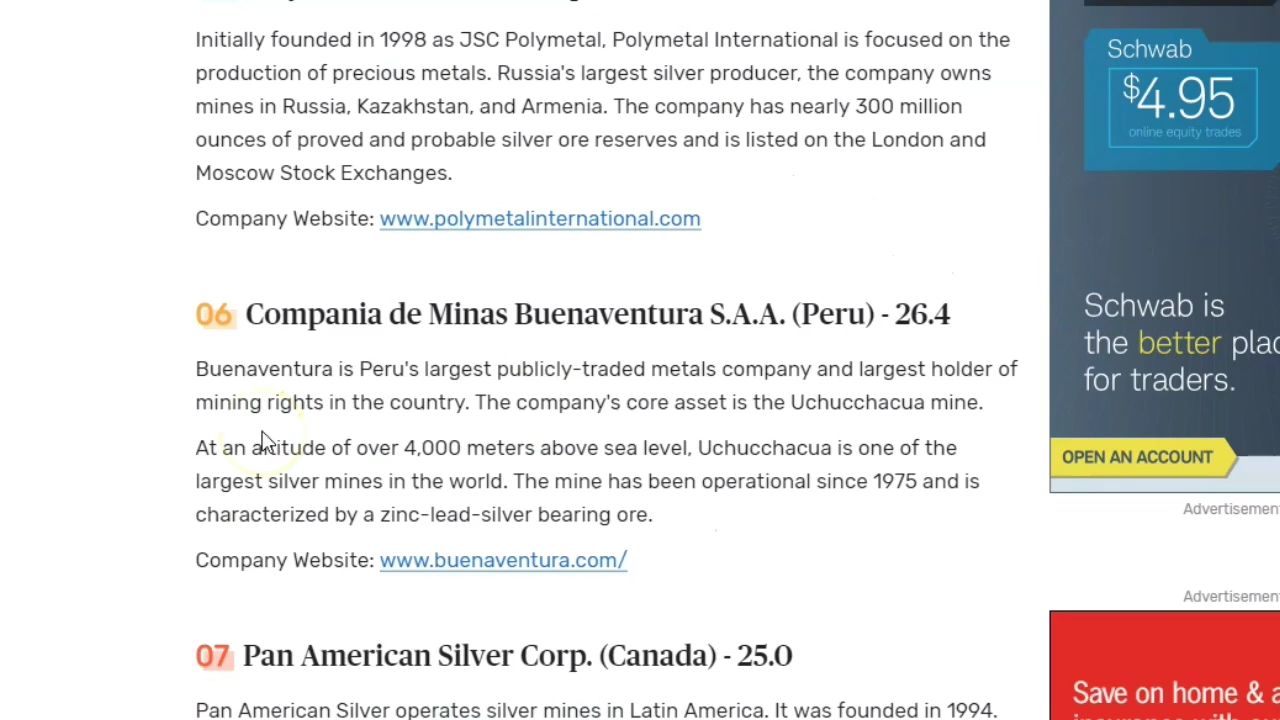 Initially founded in 1998 as JSC Polymetal, Polymetal International is focused on the
production of precious metals. Russia's largest silver producer, the company owns
mines in Russia, Kazakhstan, and Armenia. The company has nearly 300 million
ounces of proved and probable silver ore reserves and is listed on the London and
Moscow Stock Exchanges.
Company Website: www.polymetalinternational.com
06 Compania de Minas Buenaventura S.A.A. (Peru) - 26.4
Buenaventura is Peru's largest publicly-traded metals company and largest holder of
mining rights in the country. The company's core asset is the Uchucchacua mine.
At an altitude of over 4,000 meters above sea level, Uchucchacua is one of the
largest silver mines in the world. The mine has been operational since 1975 and is
characterized by a zinc-lead-silver bearing ore.
Company Website: www.buenaventura.com/
07 Pan American Silver Corp. (Canada) - 25.0
Pan American Silver operates silver mines in Latin America. It was founded in 1994.
Schwab
$4.95
online equity trades
Schwab is
the better plac
for traders.
OPEN AN ACCOUNT
Advertisemen
Advertisemen
Save on home & a